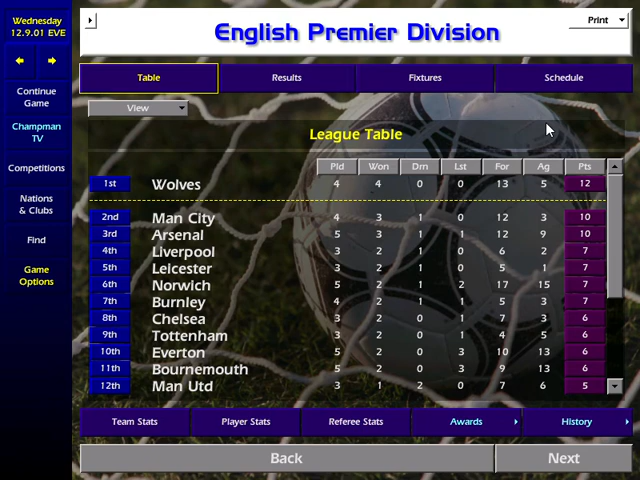 Wednesday
12.9.01 EVE
Continue
Game
Champman
TV
Competitions
Nations
& Clubs
Find
Game
Options
English Premier Division
Print
Table Results Fixtures Schedule
View
League Table
Pld Won Drn Lst For Ag Pts
1st Wolves 4 4 0 0 13 5 12
2nd Man City 4 3 1 0 12 3 10
3rd Arsenal 5 3 1 1 12 9 10
4th Liverpool 3 2 1 0 6 2 7
5th Leicester 3 2 1 0 5 1 7
6th Norwich 5 2 1 2 17 15 7
7th Burnley 4 2 1 1 5 3 7
8th Chelsea 3 2 0 1 7 3 6
9th Tottenham 3 2 0 1 4 5 6
10th Everton 5 2 0 3 10 13 6
11th Bournemouth 5 2 0 3 9 13 6
12th Man Utd 3 1 2 0 7 6 5
Team Stats Player Stats Referee Stats Awards History
Back Next